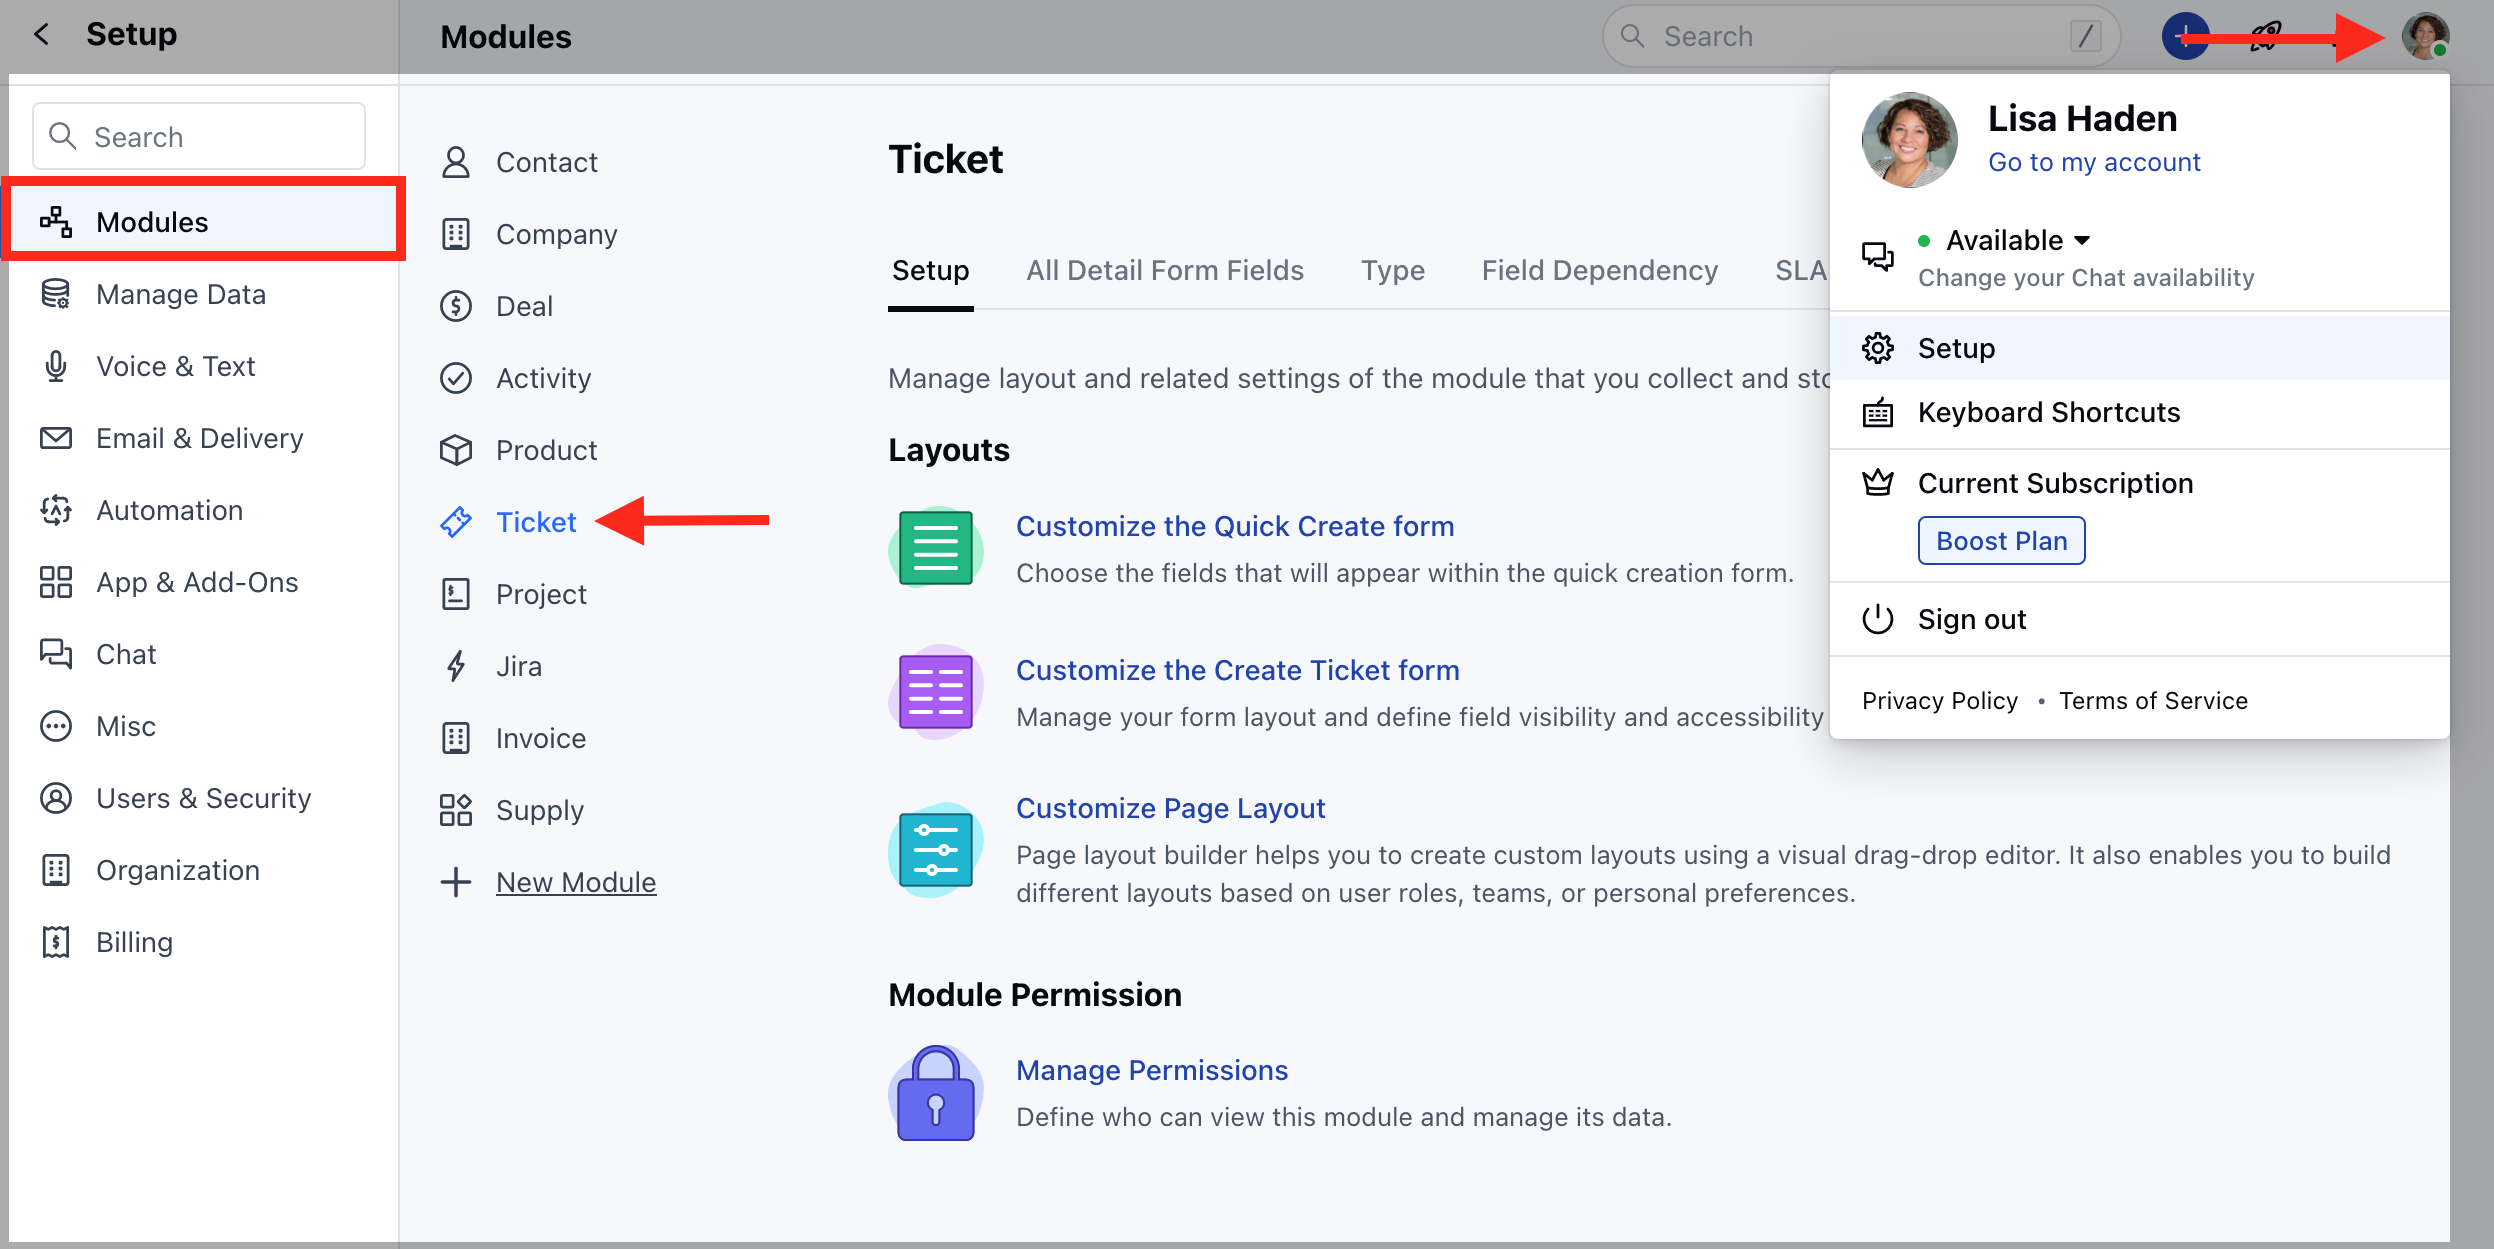 Setup
Modules
Search
/
Search
Modules
Manage Data
Voice & Text
Email & Delivery
Automation
App & Add-Ons
Chat
Misc
Users & Security
Organization
Billing
Contact
Company
Deal
Activity
Product
Ticket
Project
Jira
Invoice
Supply
New Module
Ticket
Setup
All Detail Form Fields
Type
Field Dependency
SLA
Manage layout and related settings of the module that you collect and
Layouts
Customize the Quick Create form
Choose the fields that will appear within the quick creation form.
Customize the Create Ticket form
Manage your form layout and define field visibility and accessibility
Customize Page Layout
Page layout builder helps you to create custom layouts using a visual drag-drop editor. It also enables you to build
different layouts based on user roles, teams, or personal preferences.
Module Permission
Manage Permissions
Define who can view this module and manage its data.
Lisa Haden
Go to my account
Available
Change your Chat availability
Setup
Keyboard Shortcuts
Current Subscription
Boost Plan
Sign out
Privacy Policy • Terms of Service